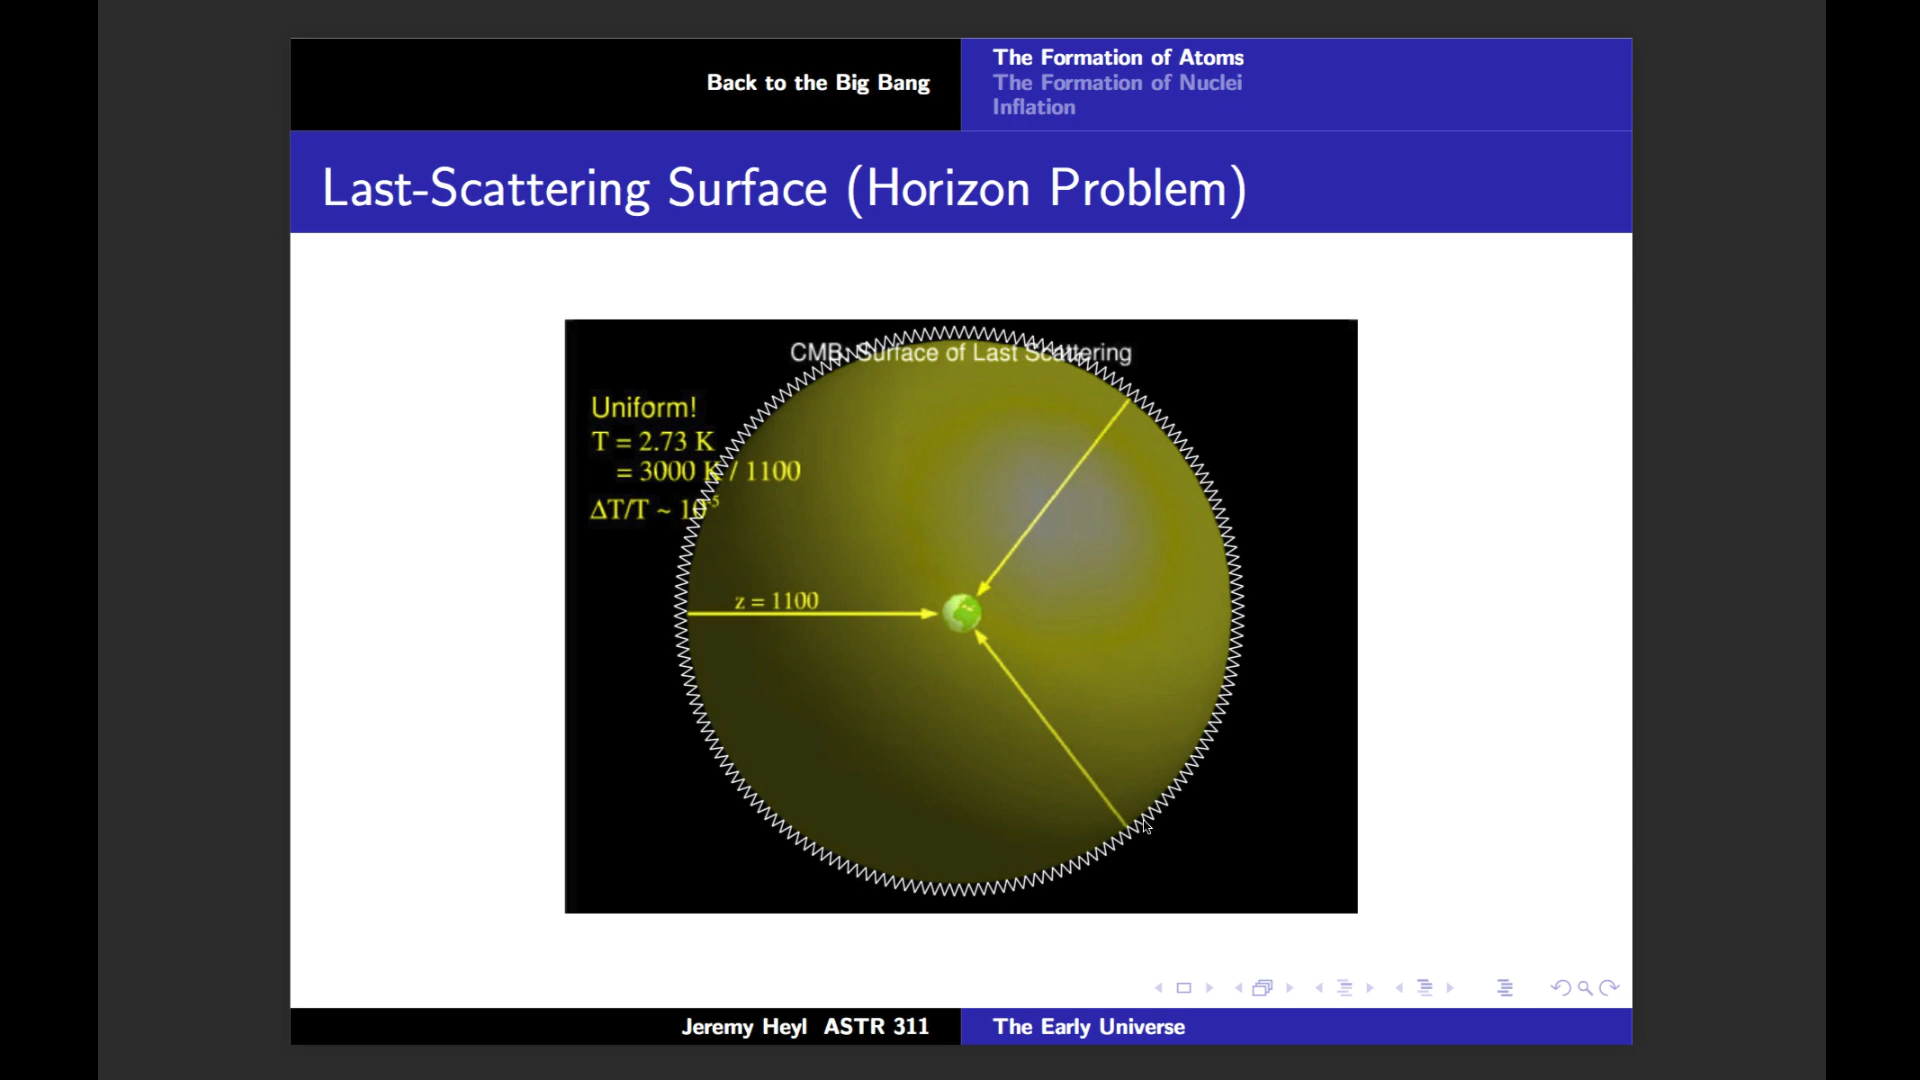 Back to the Big Bang
The Formation of Atoms
The Formation of Nuclei
Inflation
Last-Scattering Surface (Horizon Problem)
CMB: Surface of Last Scattering
Uniform!
T = 2.73 K
= 3000 K / 1100
ΔT/T ~ 10⁻⁵
z = 1100
Jeremy Heyl ASTR 311
The Early Universe